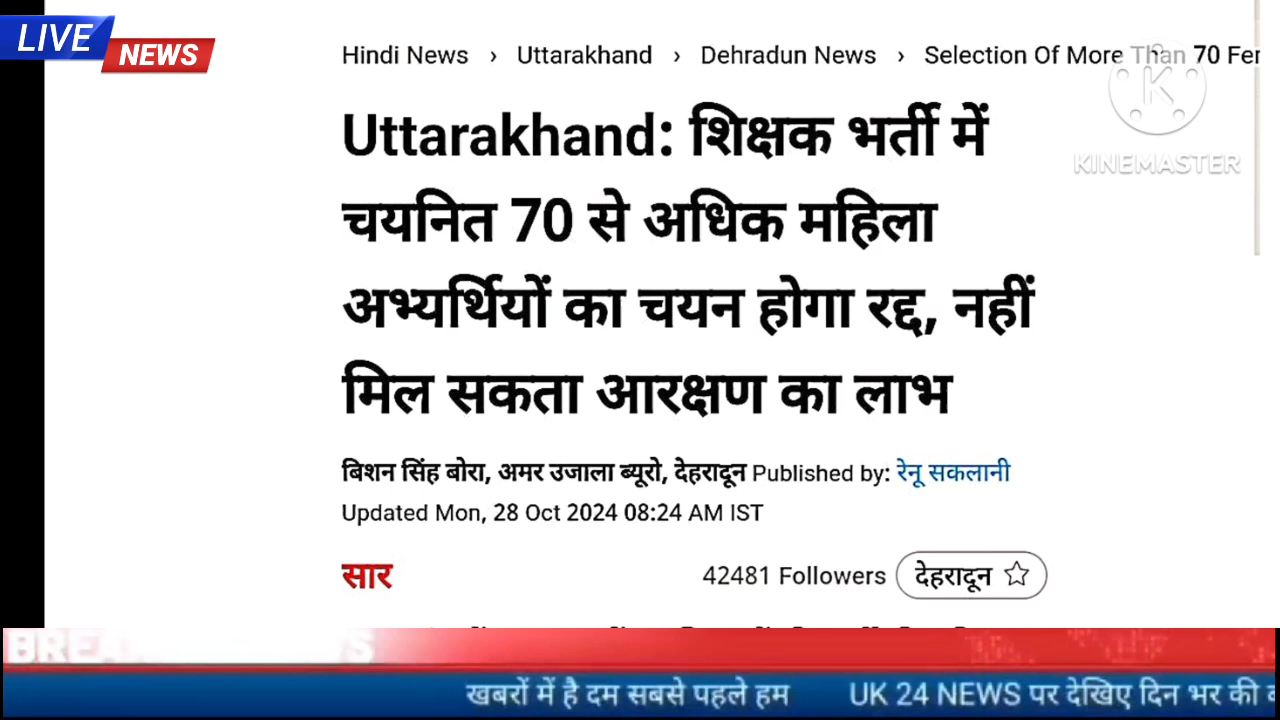 LIVE
NEWS
Hindi News › Uttarakhand › Dehradun News › Selection Of More Than 70 Fer
KINEMASTER
Uttarakhand: शिक्षक भर्ती में
चयनित 70 से अधिक महिला
अभ्यर्थियों का चयन होगा रद्द, नहीं
मिल सकता आरक्षण का लाभ
बिशन सिंह बोरा, अमर उजाला ब्यूरो, देहरादून Published by: रेनू सकलानी
Updated Mon, 28 Oct 2024 08:24 AM IST
सार
42481 Followers देहरादून
खबरों में है दम सबसे पहले हम UK 24 NEWS पर देखिए दिन भर की